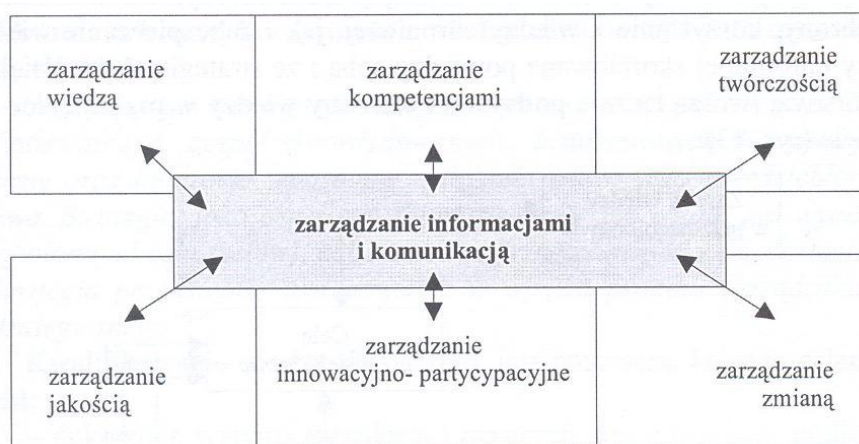 zarządzanie
wiedzą
zarządzanie
kompetencjami
zarządzanie
twórczością
zarządzanie informacjami
i komunikacją
zarządzanie
jakością
zarządzanie
innowacyjno- partycypacyjne
zarządzanie
zmianą